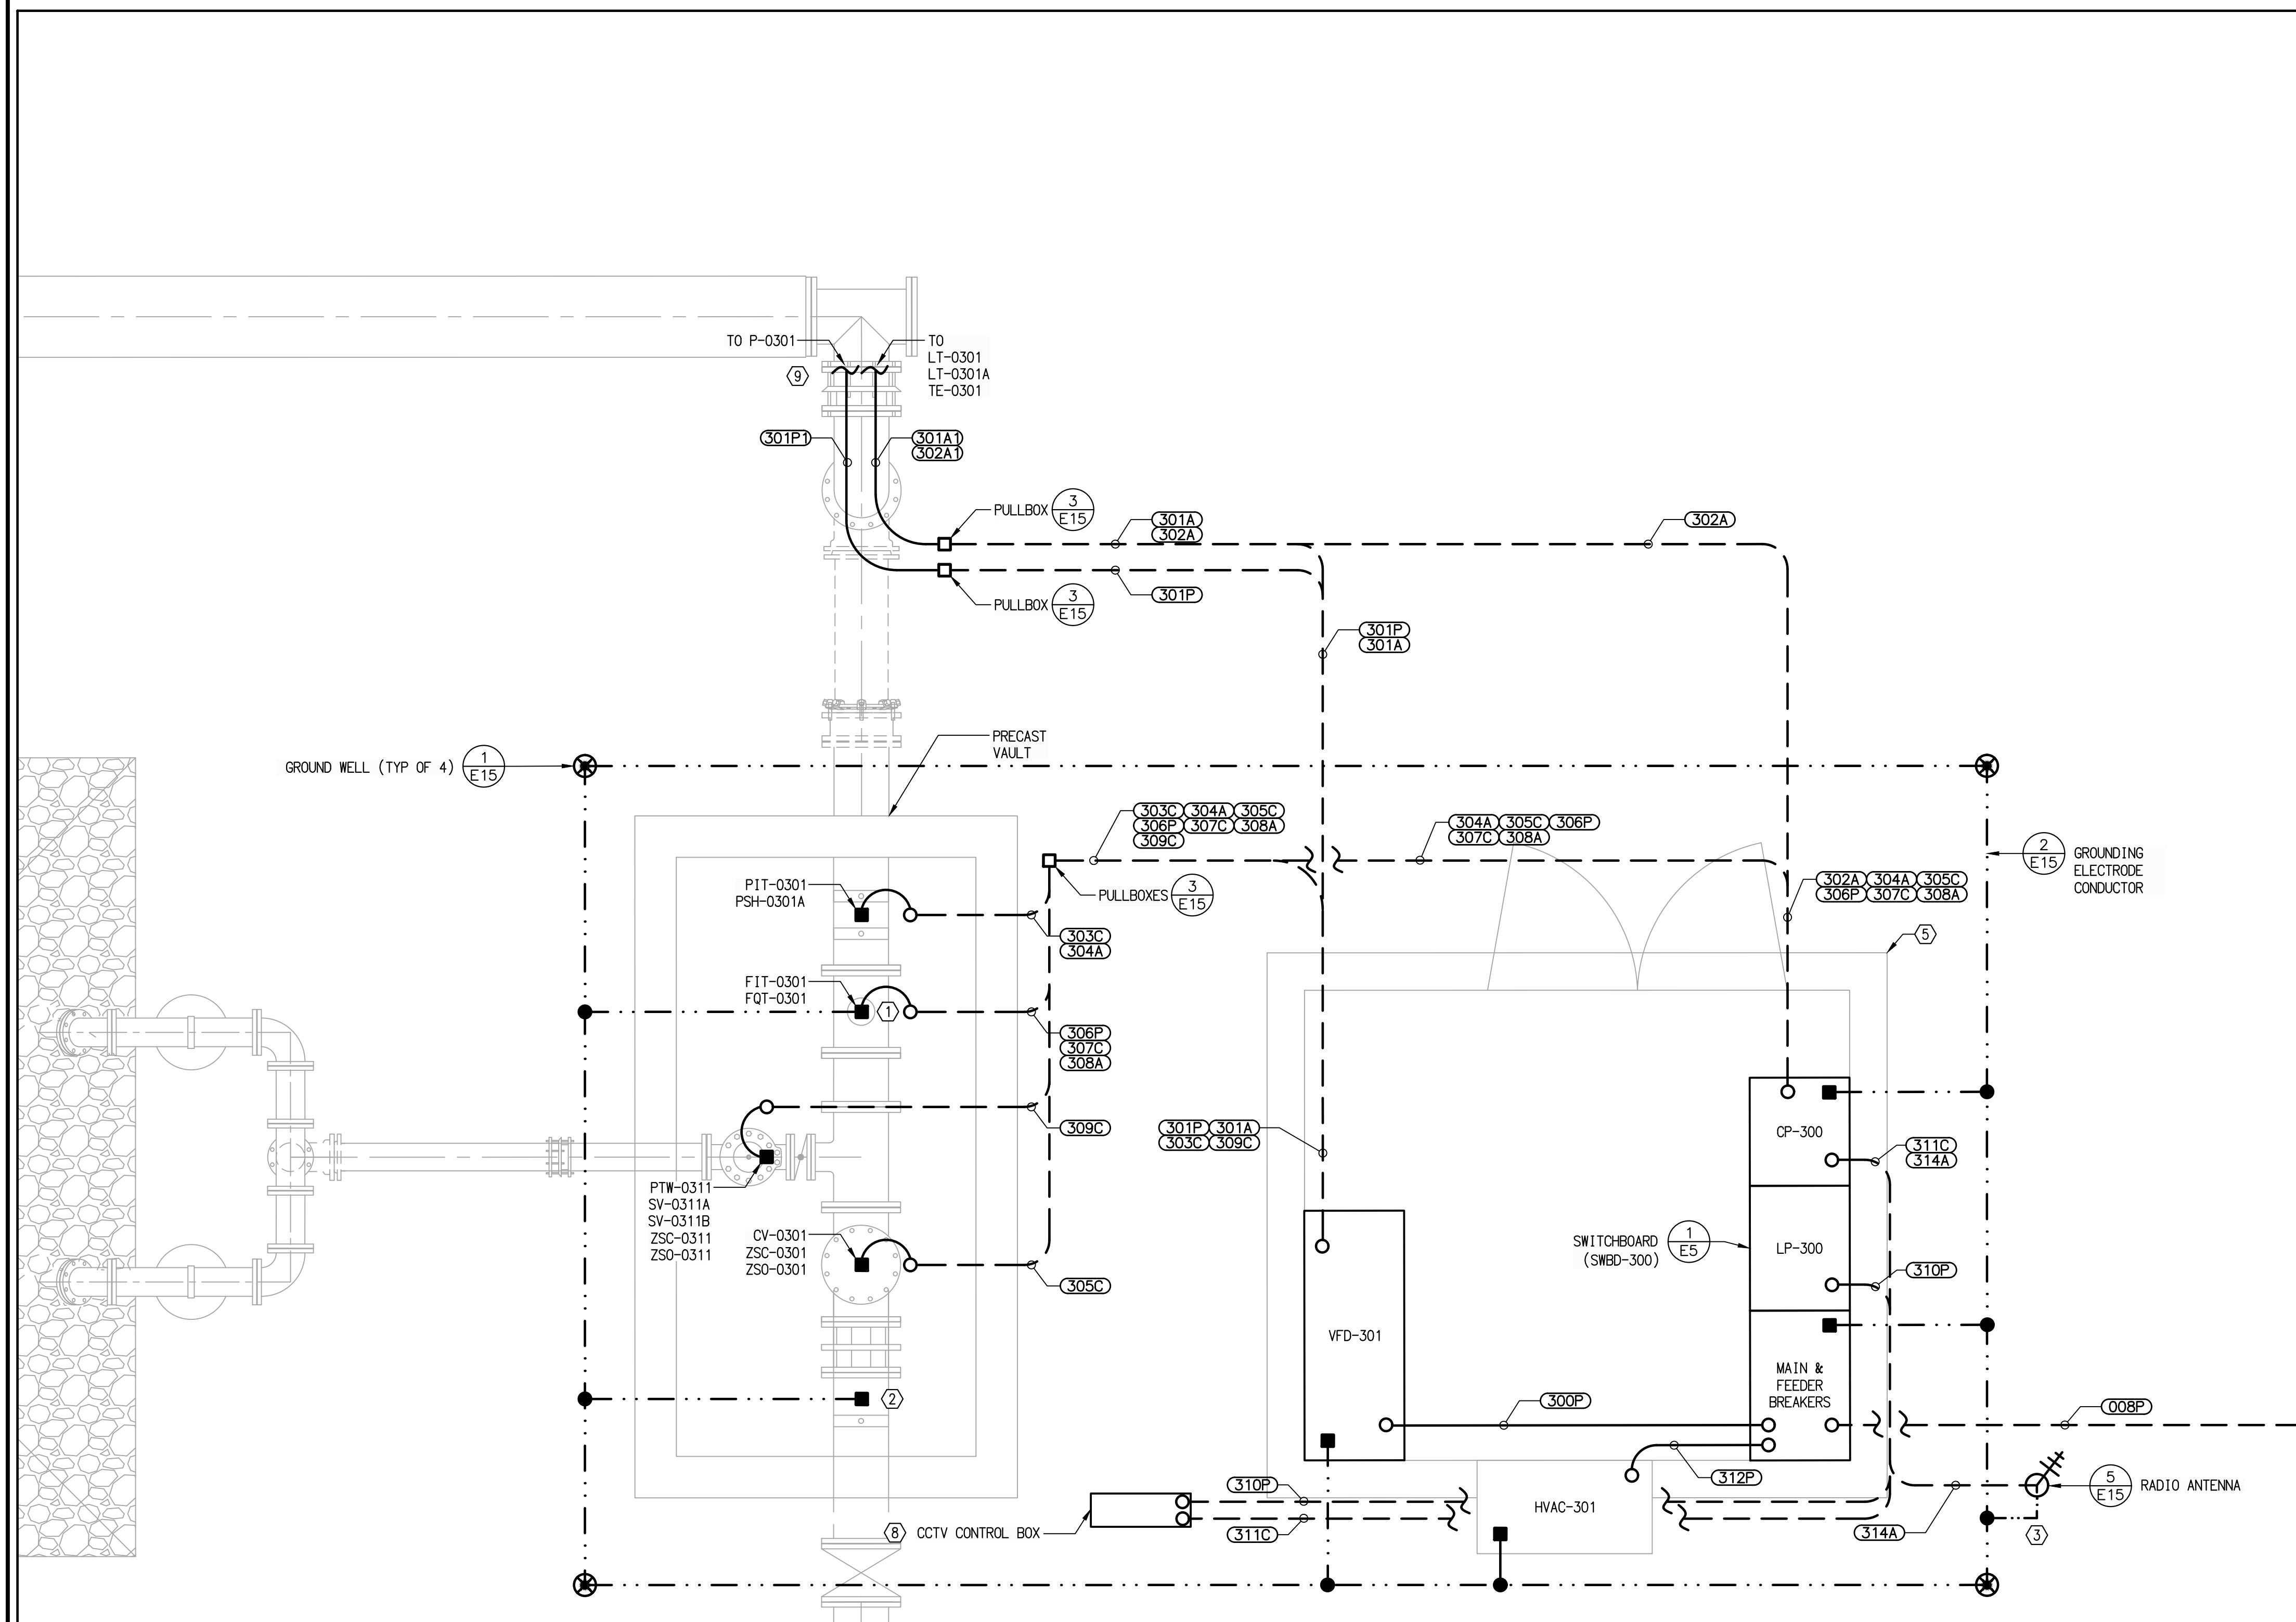 TO P-0301
9
TO
LT-0301
LT-0301A
TE-0301
301P1
301A1
302A1
PULLBOX
3
E15
301A
302A
302A
PULLBOX
3
E15
301P
301P
301A
PRECAST
VAULT
GROUND WELL (TYP OF 4)
1
E15
303C 304A 305C
306P 307C 308A
309C
304A 305C 306P
307C 308A
2
E15
GROUNDING
ELECTRODE
CONDUCTOR
PIT-0301
PSH-0301A
PULLBOXES
3
E15
302A 304A 305C
306P 307C 308A
303C
304A
5
FIT-0301
FQT-0301
1
306P
307C
308A
309C
301P 301A
303C 309C
CP-300
311C
314A
PTW-0311
SV-0311A
SV-0311B
ZSC-0311
ZSO-0311
CV-0301
ZSC-0301
ZSO-0301
305C
SWITCHBOARD
(SWBD-300)
1
E5
LP-300
310P
VFD-301
MAIN &
FEEDER
BREAKERS
2
300P
008P
312P
310P
HVAC-301
5
E15
RADIO ANTENNA
8
CCTV CONTROL BOX
311C
314A
3